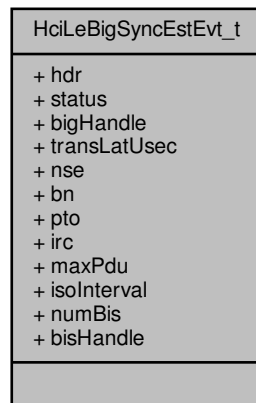 HciLeBigSyncEstEvt_t
+ hdr
+ status
+ bigHandle
+ transLatUsec
+ nse
+ bn
+ pto
+ irc
+ maxPdu
+ isoInterval
+ numBis
+ bisHandle